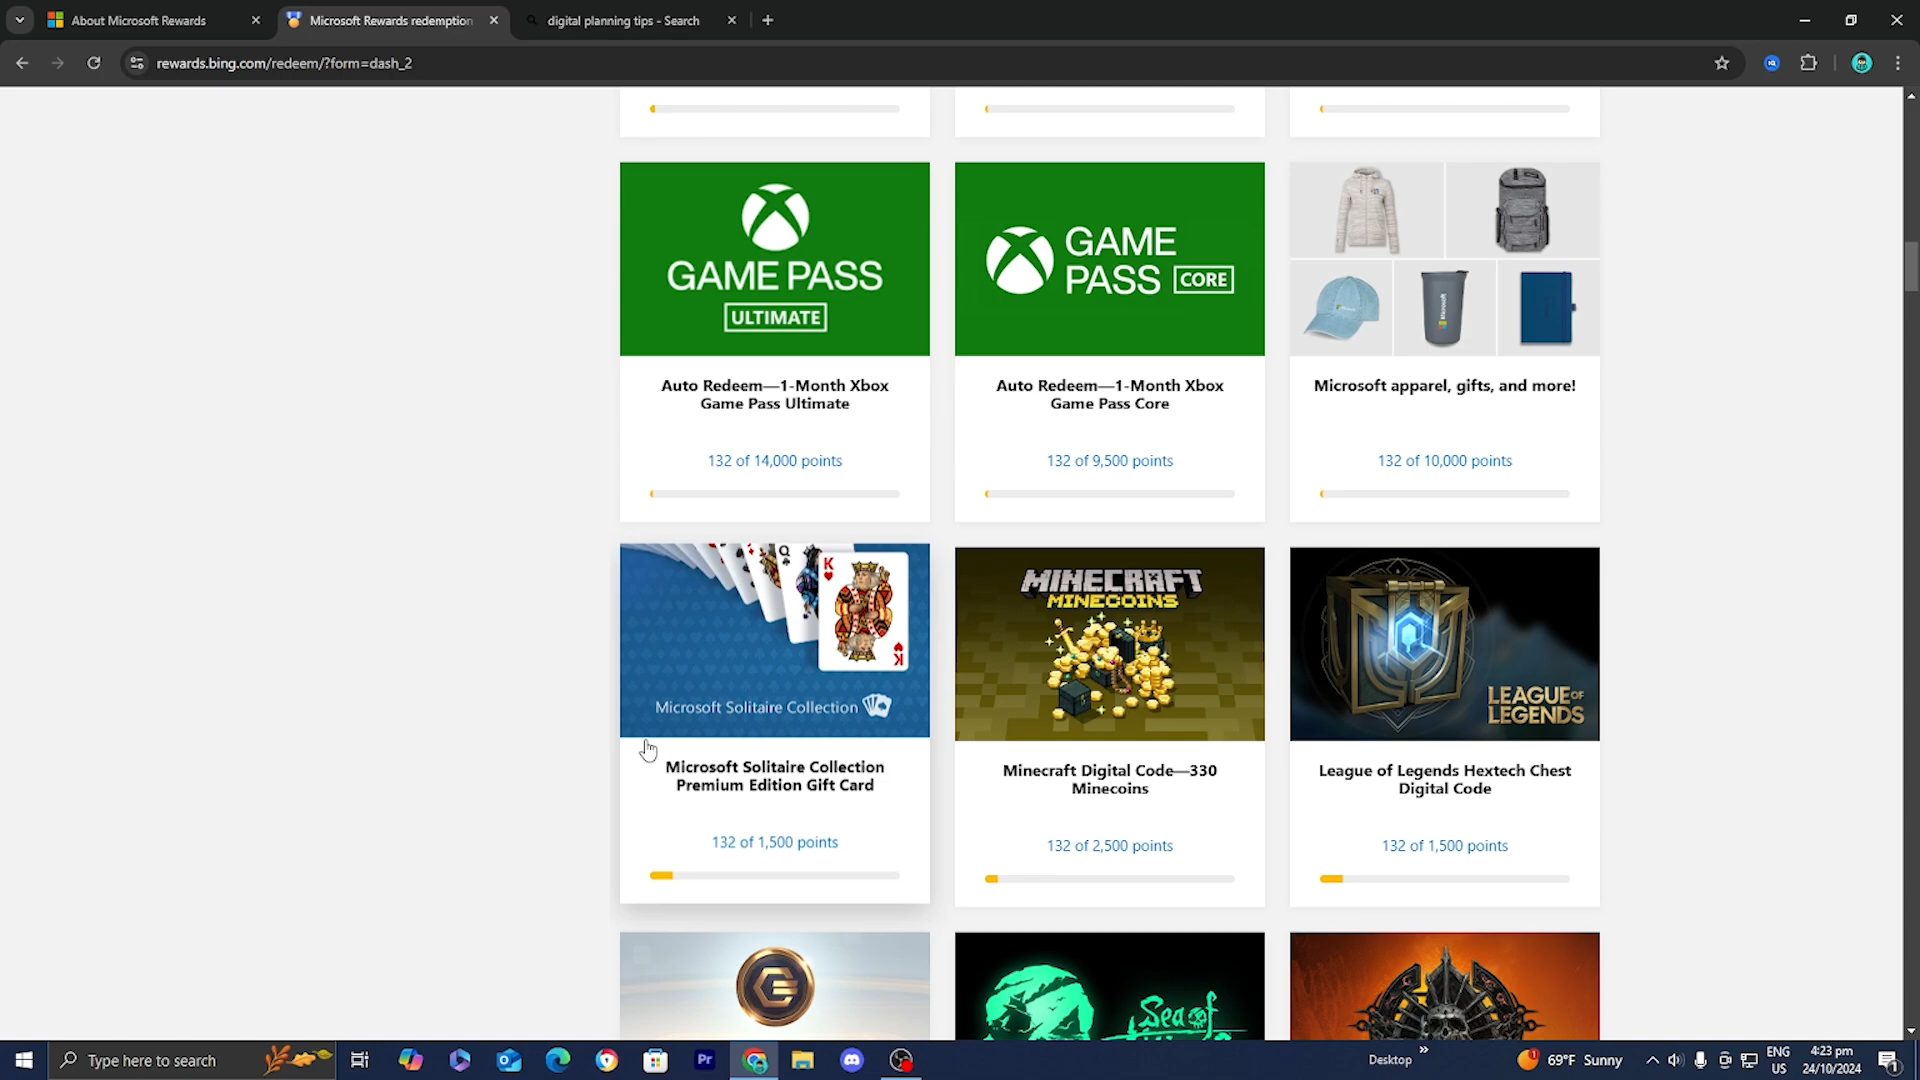 About Microsoft Rewards
Microsoft Rewards redemption
digital planning tips - Search
rewards.bing.com/redeem/?form=dash_2
GAME PASS
ULTIMATE
GAME
PASS CORE
Auto Redeem—1-Month Xbox
Game Pass Ultimate
Auto Redeem—1-Month Xbox
Game Pass Core
Microsoft apparel, gifts, and more!
132 of 14,000 points
132 of 9,500 points
132 of 10,000 points
K
Q
K
Microsoft Solitaire Collection
MINECRAFT
MINECOINS
LEAGUE OF
LEGENDS
Microsoft Solitaire Collection
Premium Edition Gift Card
Minecraft Digital Code—330
Minecoins
League of Legends Hextech Chest
Digital Code
132 of 1,500 points
132 of 2,500 points
132 of 1,500 points
Sea of
Type here to search
Pr
Desktop
1
69°F Sunny
ENG
US
4:23 pm
24/10/2024
1